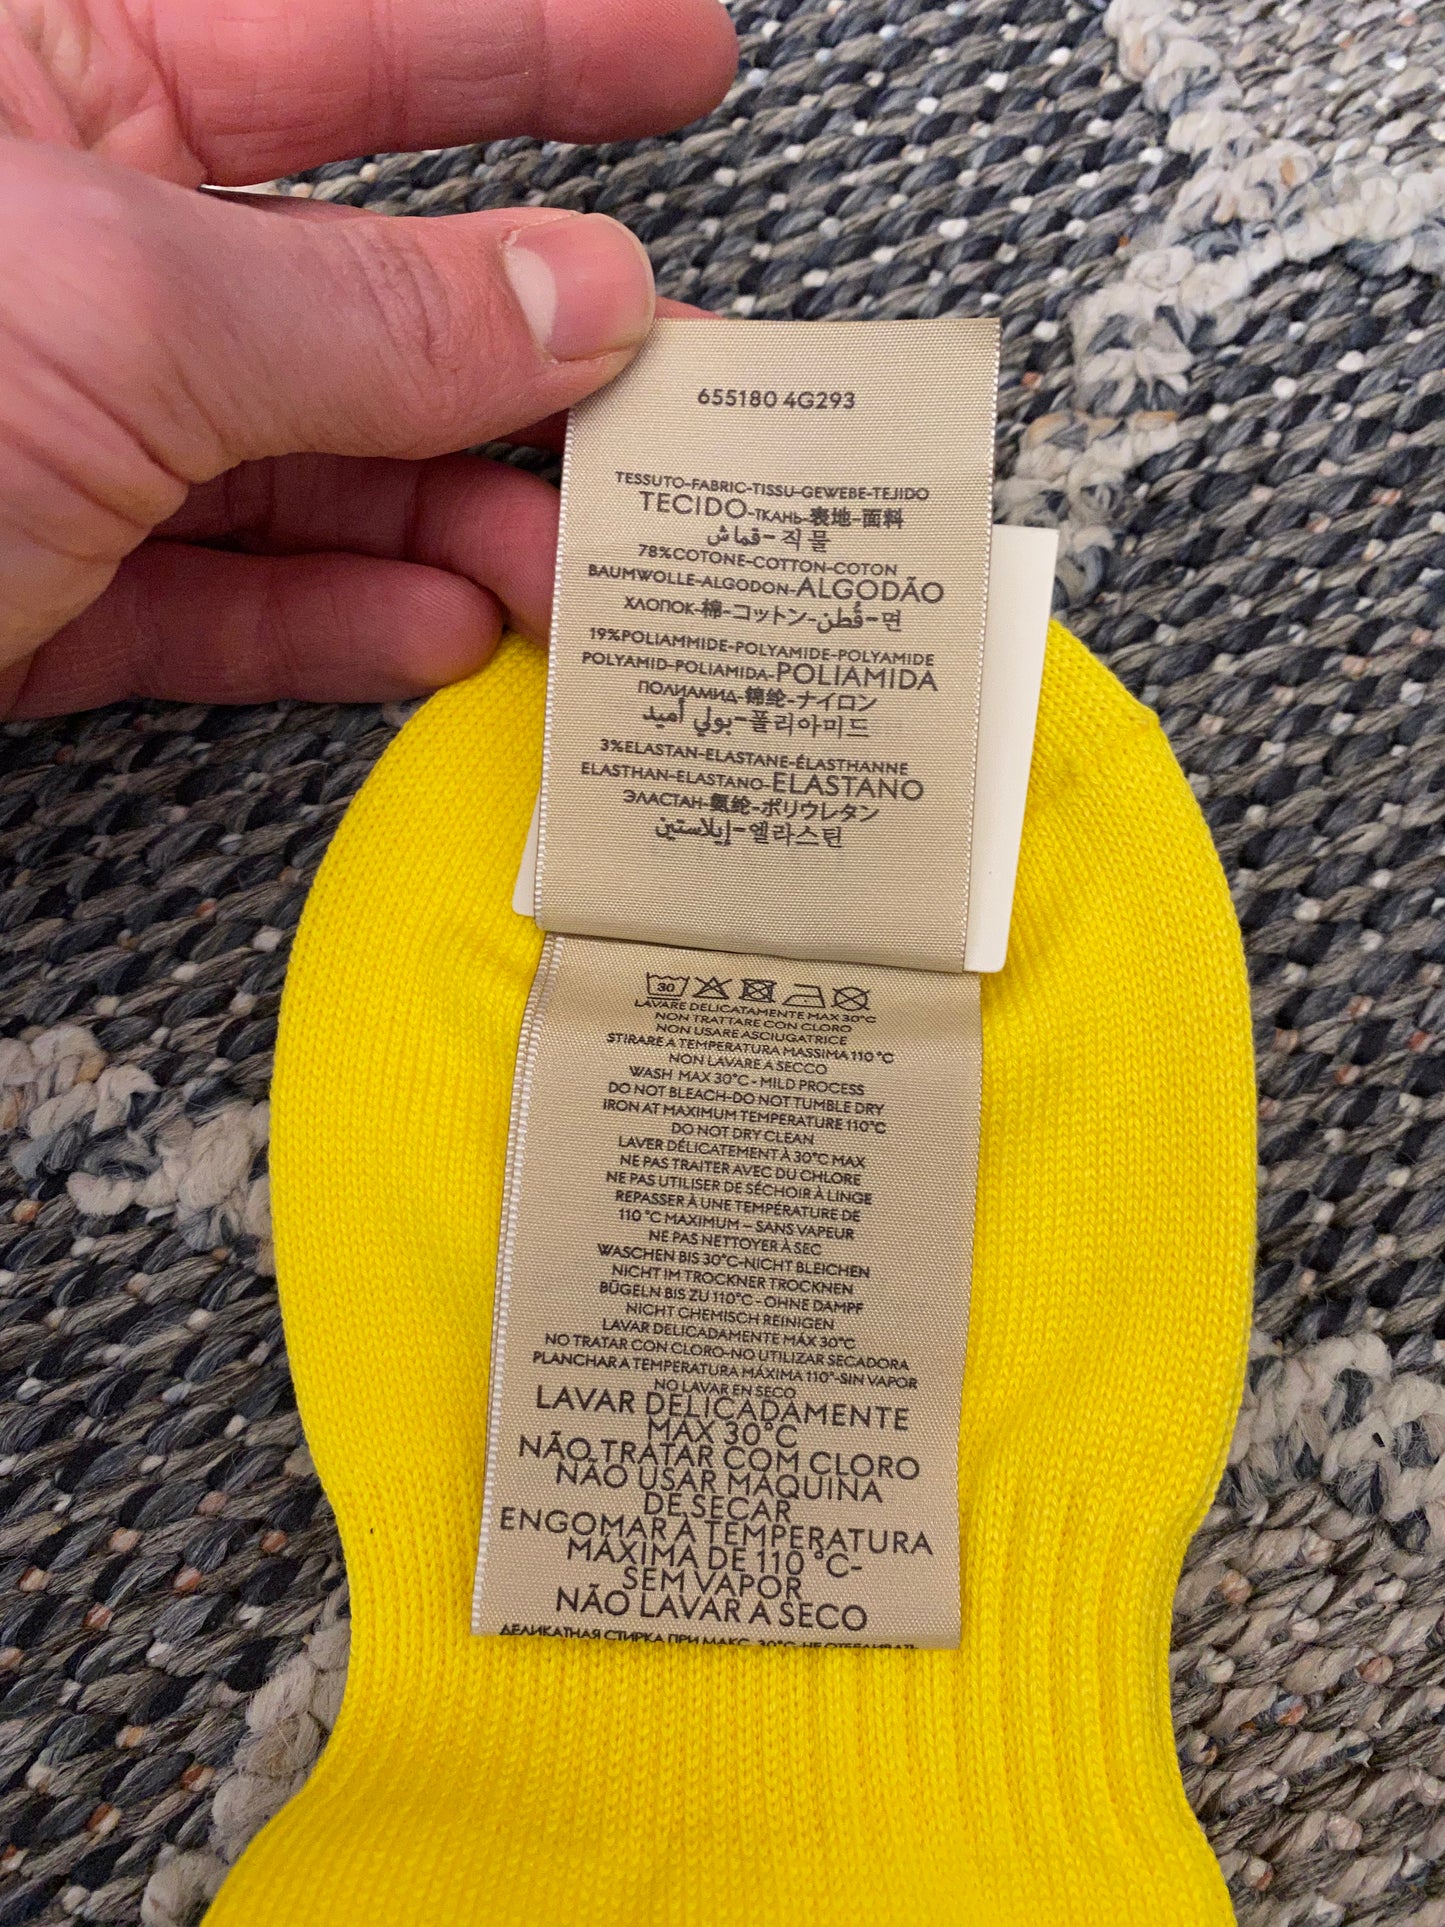 655180 4G293
TESSUTO-FABRIC-TISSU-GEWEBE-TEJIDO
TECIDO-ТКАНЬ-表地-面料
قماش-직물
78%COTONE-COTTON-COTON
BAUMWOLLE-ALGODON-ALGODÃO
ХЛОПОК-棉-コットン-قُطن-면
19%POLIAMMIDE-POLYAMIDE-POLYAMIDE
POLYAMID-POLIAMIDA-POLIAMIDA
ПОЛИАМИД-锦纶-ナイロン
بولي أميد-폴리아미드
3%ELASTAN-ELASTANE-ÉLASTHANNE
ELASTHAN-ELASTANO-ELASTANO
ЭЛАСТАН-氨纶-ポリウレタン
إيلاستين-엘라스틴
30
LAVARE DELICATAMENTE MAX 30°C
NON TRATTARE CON CLORO
NON USARE ASCIUGATRICE
STIRARE A TEMPERATURA MASSIMA 110 °C
NON LAVARE A SECCO
WASH MAX 30°C - MILD PROCESS
DO NOT BLEACH-DO NOT TUMBLE DRY
IRON AT MAXIMUM TEMPERATURE 110°C
DO NOT DRY CLEAN
LAVER DÉLICATEMENT À 30°C MAX
NE PAS TRAITER AVEC DU CHLORE
NE PAS UTILISER DE SÉCHOIR À LINGE
REPASSER À UNE TEMPÉRATURE DE
110 °C MAXIMUM – SANS VAPEUR
NE PAS NETTOYER À SEC
WASCHEN BIS 30°C-NICHT BLEICHEN
NICHT IM TROCKNER TROCKNEN
BÜGELN BIS ZU 110°C - OHNE DAMPF
NICHT CHEMISCH REINIGEN
LAVAR DELICADAMENTE MÁX 30°C
NO TRATAR CON CLORO-NO UTILIZAR SECADORA
PLANCHAR A TEMPERATURA MÁXIMA 110°-SIN VAPOR
NO LAVAR EN SECO
LAVAR DELICADAMENTE
MAX 30°C
NÃO TRATAR COM CLORO
NÃO USAR MÁQUINA
DE SECAR
ENGOMAR À TEMPERATURA
MÁXIMA DE 110 °C-
SEM VAPOR
NÃO LAVAR A SECO
ДЕЛИКАТНАЯ СТИРКА ПРИ МАКС. 30°C-НЕ ОТБЕЛИВАТЬ